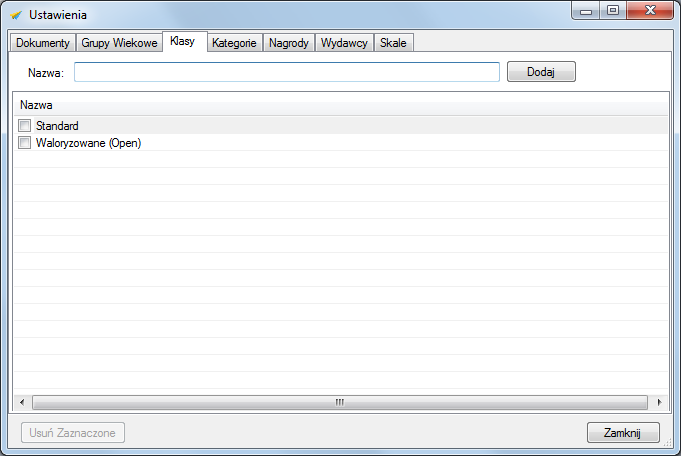 Ustawienia
Dokumenty Grupy Wiekowe Klasy Kategorie Nagrody Wydawcy Skale
Nazwa: Dodaj
Nazwa
Standard
Waloryzowane (Open)
Usuń Zaznaczone Zamknij